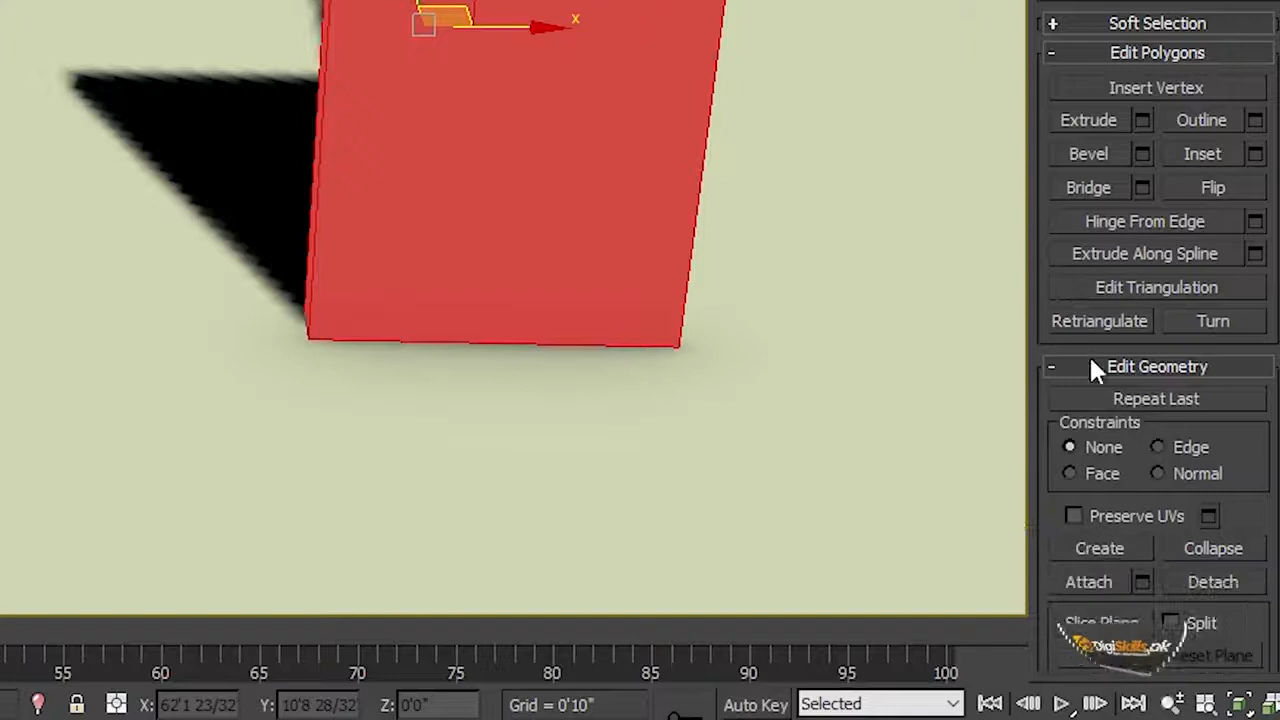 x
+ Soft Selection
- Edit Polygons
Insert Vertex
Extrude Outline
Bevel Inset
Bridge Flip
Hinge From Edge
Extrude Along Spline
Edit Triangulation
Retriangulate Turn
- Edit Geometry
Repeat Last
Constraints
None Edge
Face Normal
Preserve UVs
Create Collapse
Attach Detach
Slice Plane Split
DigiSkills.pk
Reset Plane
55 60 65 70 75 80 85 90 95 100
X: 62'1 23/32 Y: 10'8 28/32 Z: 0'0" Grid = 0'10" Auto Key Selected